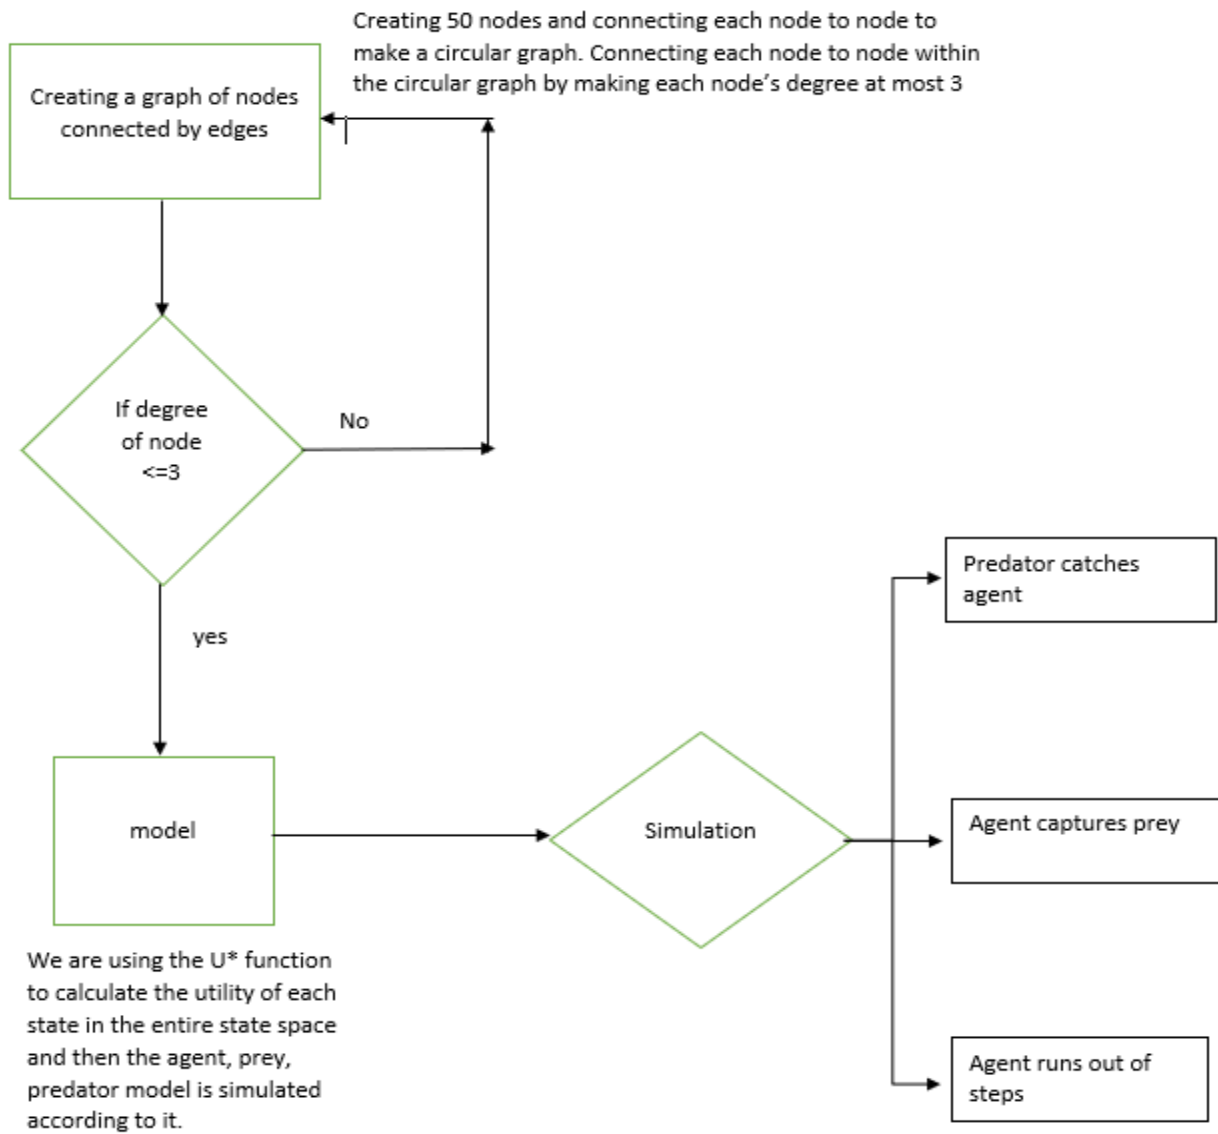 Creating 50 nodes and connecting each node to node to
make a circular graph. Connecting each node to node within
the circular graph by making each node’s degree at most 3
Creating a graph of nodes
connected by edges
If degree
of node
<=3
No
yes
Predator catches
agent
model
Simulation
Agent captures prey
We are using the U* function
to calculate the utility of each
state in the entire state space
and then the agent, prey,
predator model is simulated
according to it.
Agent runs out of
steps